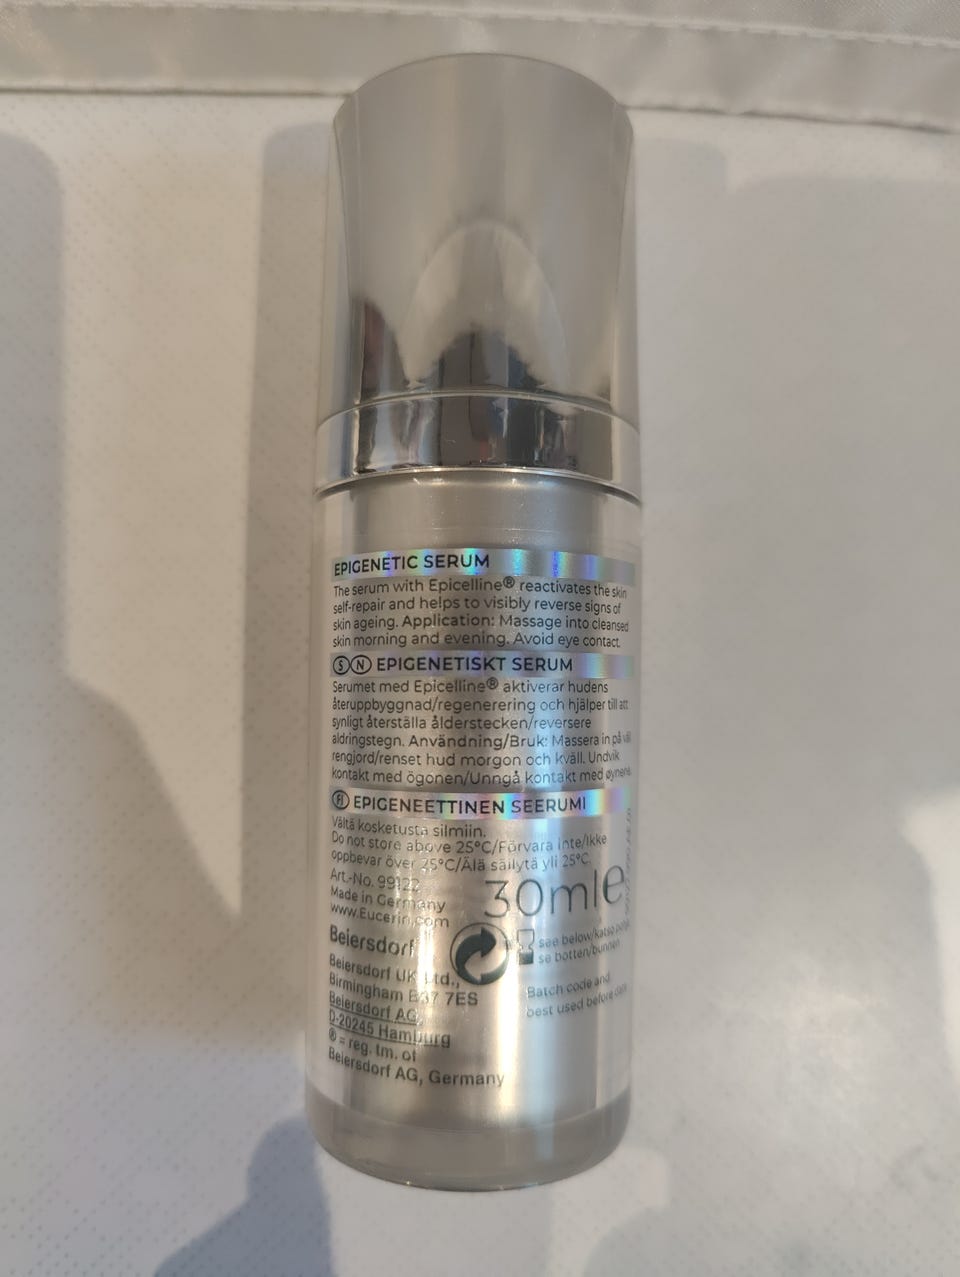 EPIGENETIC SERUM
The serum with Epicelline® reactivates the skin
self-repair and helps to visibly reverse signs of
skin ageing. Application: Massage into cleansed
skin morning and evening. Avoid eye contact.
S N EPIGENETISKT SERUM
Serumet med Epicelline® aktiverar hudens
återuppbyggnad/regenerering och hjälper till att
synligt återställa ålderstecken/reversere
aldringstegn. Användning/Bruk: Massera in på väl
rengjord/renset hud morgon och kväll. Undvik
kontakt med ögonen/Unngå kontakt med øynene.
FI EPIGENEETTINEN SEERUMI
Vältä kosketusta silmiin.
Do not store above 25°C/Förvara inte/Ikke
oppbevar över 25°C/Älä säilytä yli 25°C.
Art.-No. 99122
Made in Germany
www.Eucerin.com
30ml e
Beiersdorf
Beiersdorf UK Ltd.,
Birmingham B37 7ES
Beiersdorf AG,
D-20245 Hamburg
® = reg. tm. of
Beiersdorf AG, Germany
see below/katso
se botten/bunnen
Batch code and
best used before date